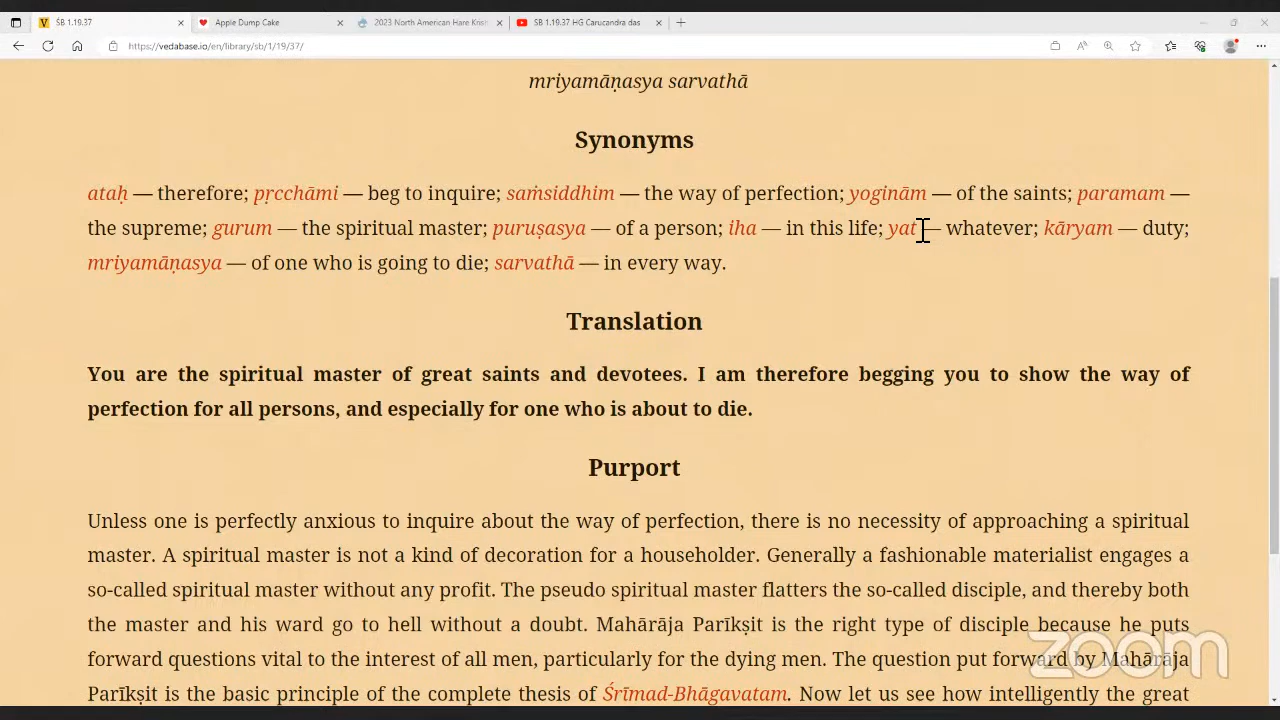 ŚB 1.19.37
Apple Dump Cake
2023 North American Hare Krish
SB 1.19.37 HG Carucandra das
https://vedabase.io/en/library/sb/1/19/37/
mriyamāṇasya sarvathā
Synonyms
ataḥ — therefore; pṛcchāmi — beg to inquire; saṁsiddhim — the way of perfection; yoginām — of the saints; paramam —
the supreme; gurum — the spiritual master; puruṣasya — of a person; iha — in this life; yat — whatever; kāryam — duty;
mriyamāṇasya — of one who is going to die; sarvathā — in every way.
Translation
You are the spiritual master of great saints and devotees. I am therefore begging you to show the way of
perfection for all persons, and especially for one who is about to die.
Purport
Unless one is perfectly anxious to inquire about the way of perfection, there is no necessity of approaching a spiritual
master. A spiritual master is not a kind of decoration for a householder. Generally a fashionable materialist engages a
so-called spiritual master without any profit. The pseudo spiritual master flatters the so-called disciple, and thereby both
the master and his ward go to hell without a doubt. Mahārāja Parīkṣit is the right type of disciple because he puts
forward questions vital to the interest of all men, particularly for the dying men. The question put forward by Mahārāja
Parīkṣit is the basic principle of the complete thesis of Śrīmad-Bhāgavatam. Now let us see how intelligently the great
zoom